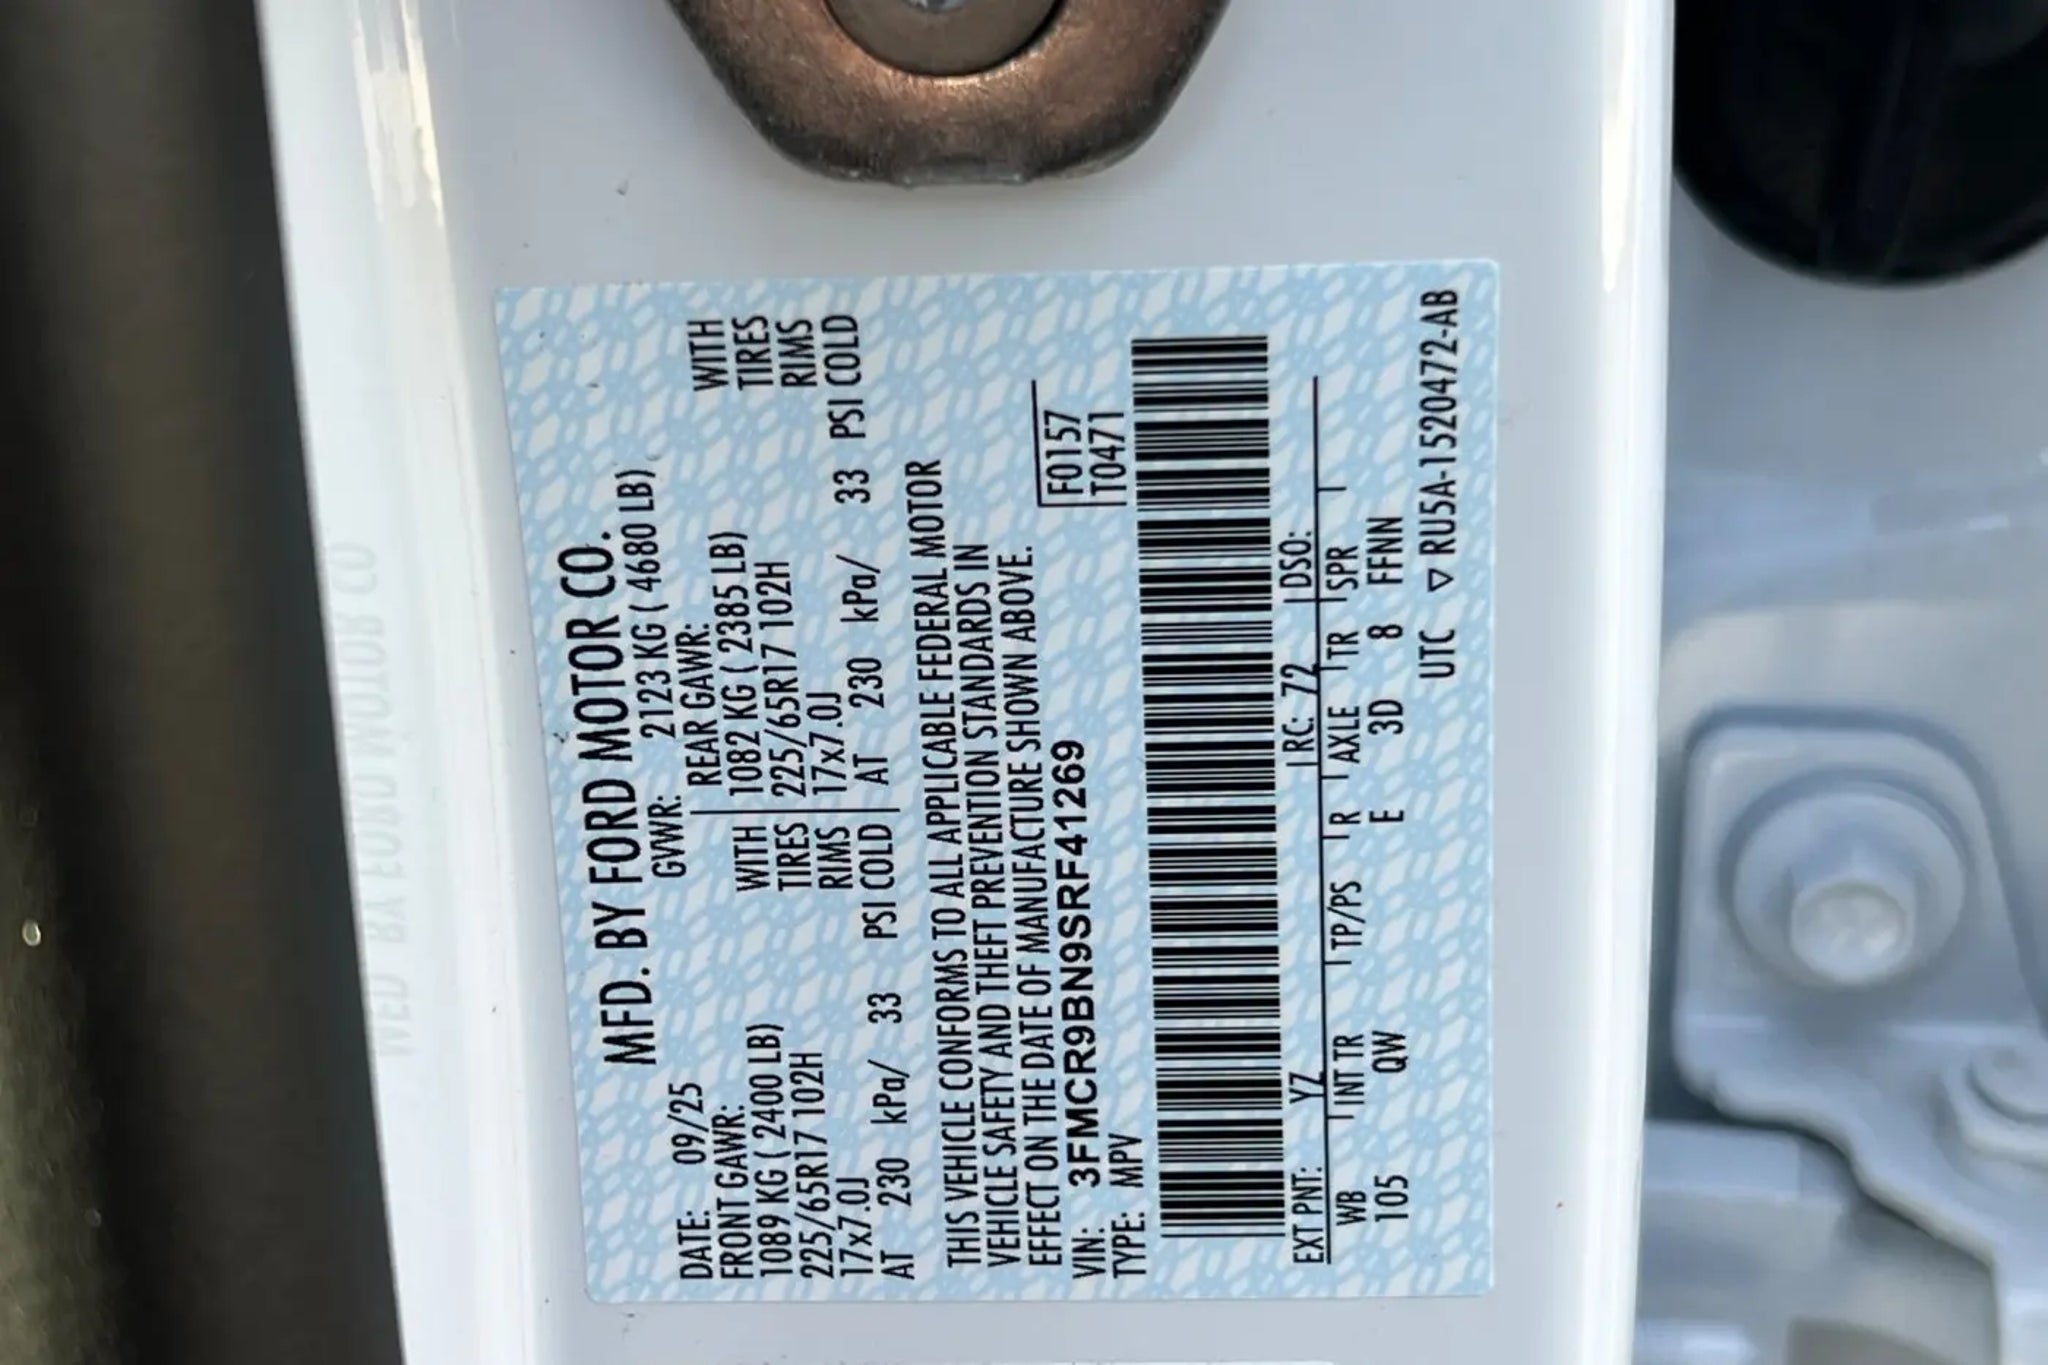 MFD. BY FORD MOTOR CO.
DATE: 09/25 GVWR: 2123 KG ( 4680 LB)
FRONT GAWR: REAR GAWR:
1089 KG ( 2400 LB) WITH 1082 KG ( 2385 LB) WITH
225/65R17 102H TIRES 225/65R17 102H TIRES
17x7.0J RIMS 17x7.0J RIMS
AT 230 kPa/ 33 PSI COLD AT 230 kPa/ 33 PSI COLD
THIS VEHICLE CONFORMS TO ALL APPLICABLE FEDERAL MOTOR
VEHICLE SAFETY AND THEFT PREVENTION STANDARDS IN
EFFECT ON THE DATE OF MANUFACTURE SHOWN ABOVE.
VIN: 3FMCR9BN9SRF41269 F0157
TYPE: MPV T0471
EXT PNT: YZ RC: 72 DSO:
WB INT TR TP/PS R AXLE TR SPR
105 QW E 3D 8 FFNN
UTC ▽ RU5A-1520472-AB